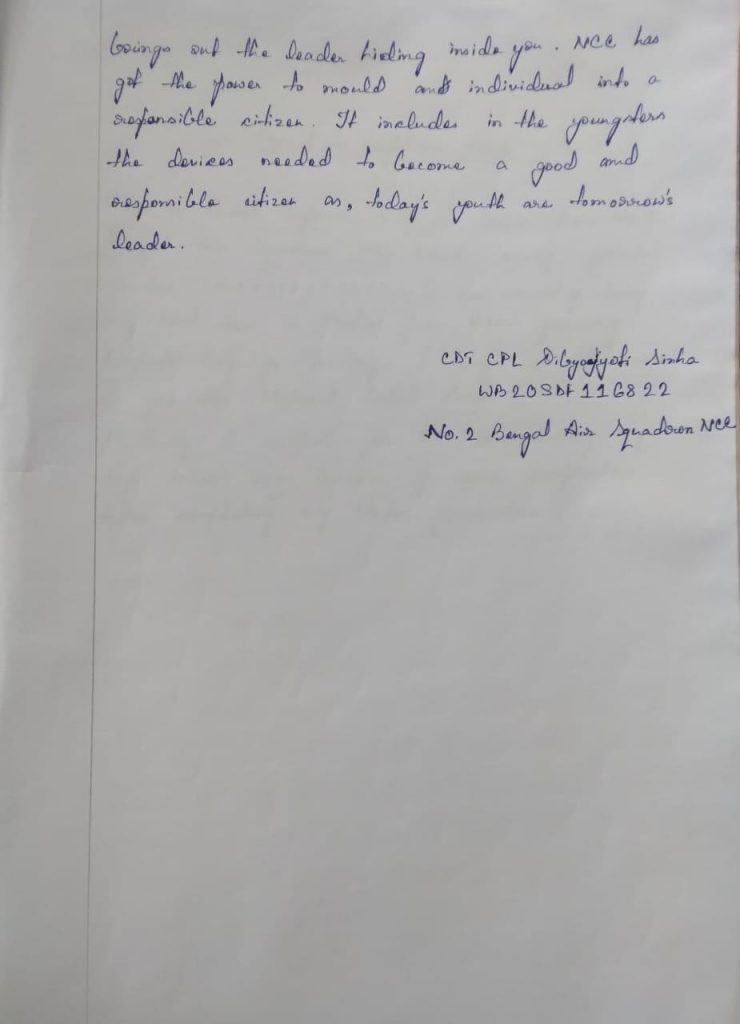 brings out the leader hiding inside you. NCC has
got the power to mould and individual into a
responsible citizen. It includes in the youngsters
the devices needed to become a good and
responsible citizen as, today's youth are tomorrow's
leader.
CDT CPL Dibyojyoti Sinha
WB20SDA116822
No. 2 Bengal Air Squadron NCC